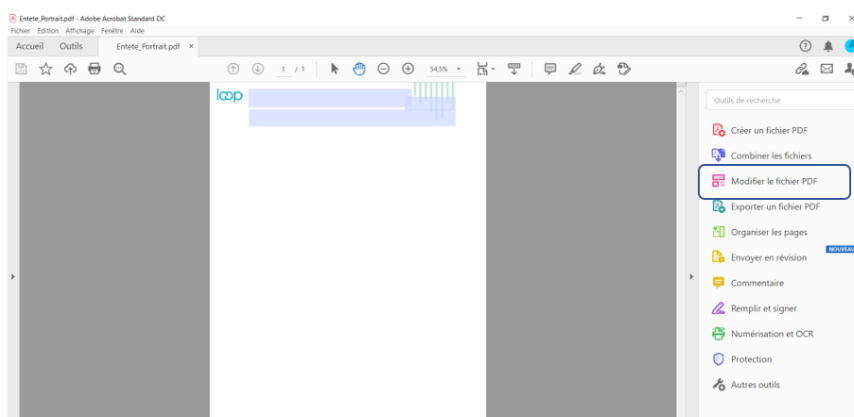 Entete_Portrait.pdf - Adobe Acrobat Standard DC
Fichier Edition Affichage Fenêtre Aide
Accueil Outils Entete_Portrait.pdf ×
1 / 1 54,5%
loop
Outils de recherche
Créer un fichier PDF
Combiner les fichiers
Modifier le fichier PDF
Exporter un fichier PDF
Organiser les pages
NOUVEAU
Envoyer en révision
Commentaire
Remplir et signer
Numérisation et OCR
Protection
Autres outils